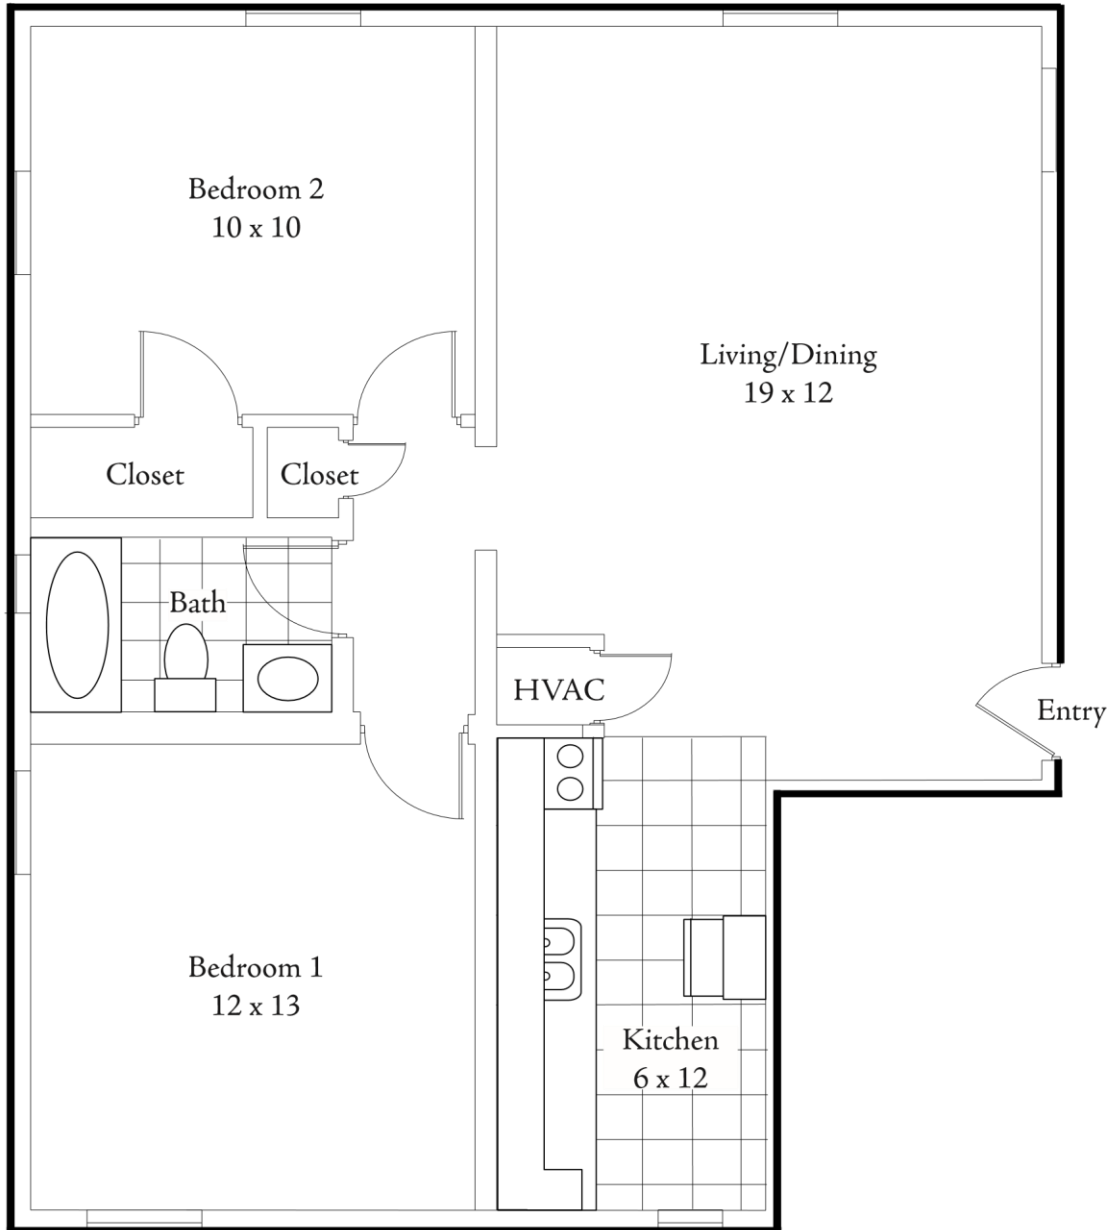 Bedroom 2
10 x 10
Living/Dining
19 x 12
Closet
Closet
Bath
HVAC
Entry
Bedroom 1
12 x 13
Kitchen
6 x 12